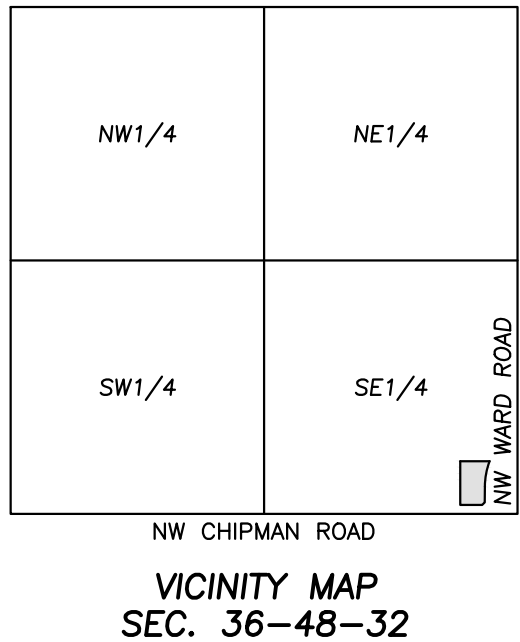 NW1/4
NE1/4
SW1/4
SE1/4
NW WARD ROAD
NW CHIPMAN ROAD
VICINITY MAP
SEC. 36-48-32